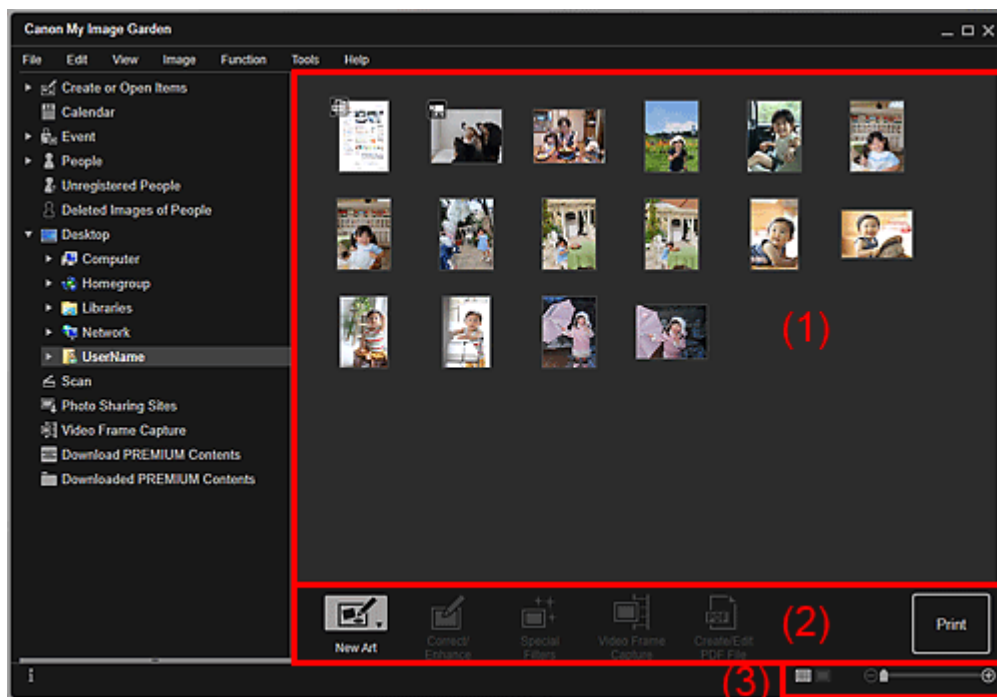 Canon My Image Garden
File Edit View Image Function Tools Help
Create or Open Items
Calendar
Event
People
Unregistered People
Deleted Images of People
Desktop
Computer
Homegroup
Libraries
Network
UserName
Scan
Photo Sharing Sites
Video Frame Capture
Download PREMIUM Contents
Downloaded PREMIUM Contents
(1)
New Art
Correct/
Enhance
Special
Filters
Video Frame
Capture
PDF
Create/Edit
PDF File
(2)
Print
(3)